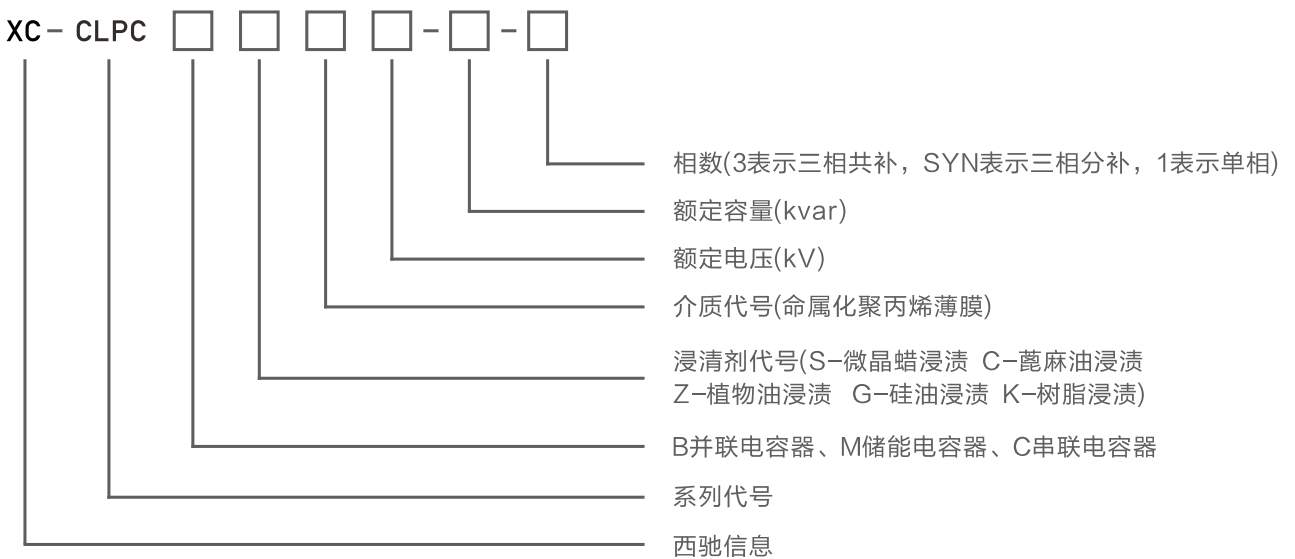 XC- CLPC □ □ □ □ - □ - □
相数(3表示三相共补，SYN表示三相分补，1表示单相)
额定容量(kvar)
额定电压(kV)
介质代号(命属化聚丙烯薄膜)
浸清剂代号(S-微晶蜡浸渍 C-蓖麻油浸渍
Z-植物油浸渍 G-硅油浸渍 K-树脂浸渍)
B并联电容器、M储能电容器、C串联电容器
系列代号
西驰信息